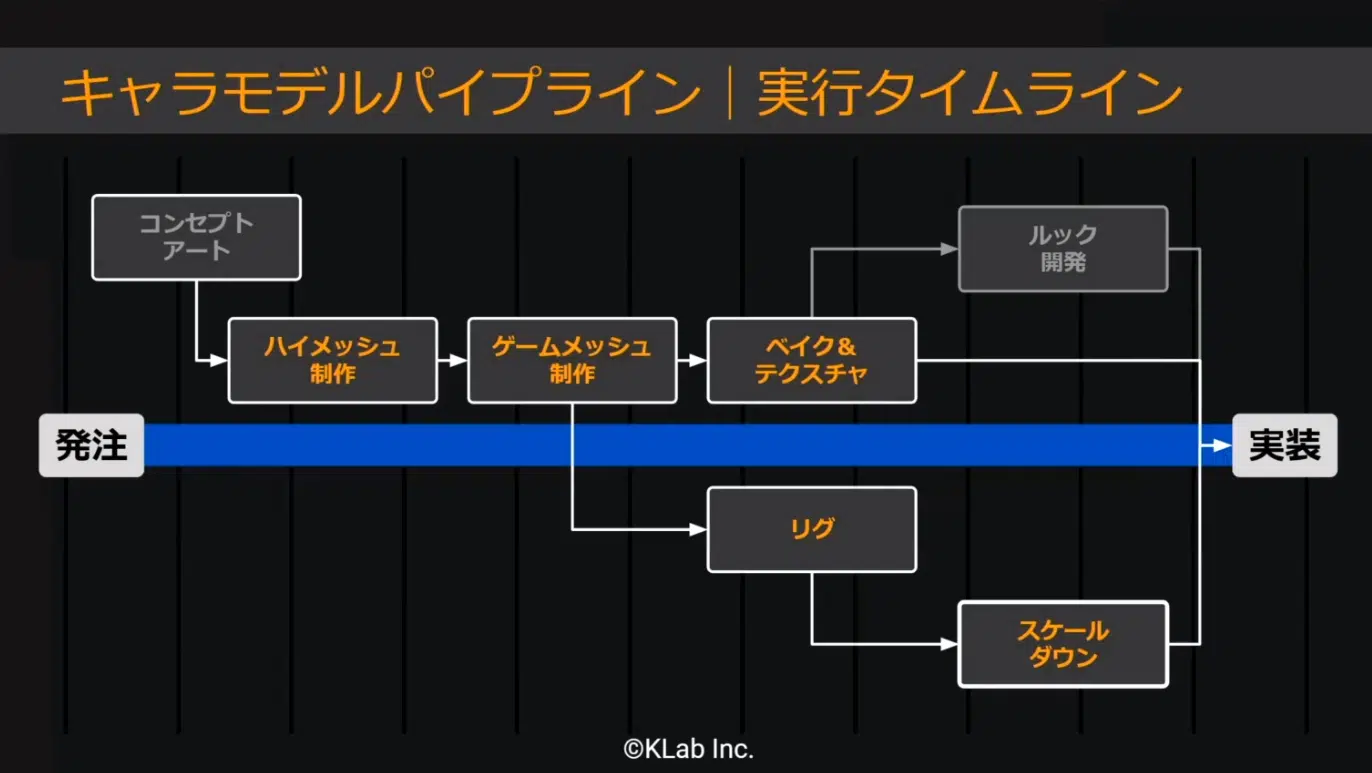 キャラモデルパイプライン｜実行タイムライン
コンセプト
アート
ルック
開発
ハイメッシュ
制作
ゲームメッシュ
制作
ベイク&
テクスチャ
発注
実装
リグ
スケール
ダウン
©KLab Inc.